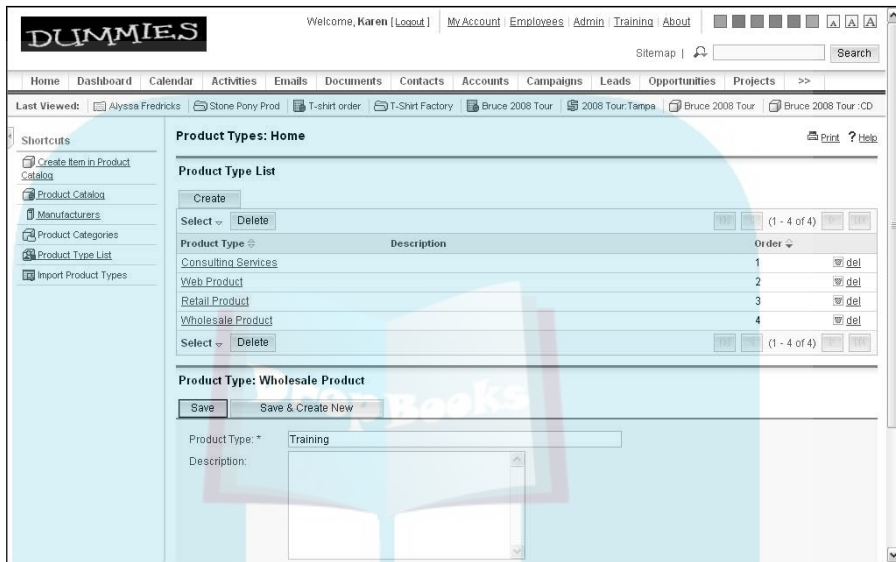 DUMMIES
Welcome, Karen [ Logout ] | My Account | Employees | Admin | Training | About
A A A
Sitemap | Search
Home Dashboard Calendar Activities Emails Documents Contacts Accounts Campaigns Leads Opportunities Projects >>
Last Viewed: Alyssa Fredricks Stone Pony Prod T-shirt order T-Shirt Factory Bruce 2008 Tour 2008 Tour:Tampa Bruce 2008 Tour Bruce 2008 Tour :CD
Shortcuts
Create Item in Product Catalog
Product Catalog
Manufacturers
Product Categories
Product Type List
Import Product Types
Product Types: Home
Print ? Help
Product Type List
Create
Select Delete (1 - 4 of 4)
Product Type Description Order
Consulting Services 1 del
Web Product 2 del
Retail Product 3 del
Wholesale Product 4 del
Select Delete (1 - 4 of 4)
Product Type: Wholesale Product
Save Save & Create New
Product Type: * Training
Description:
DropBooks